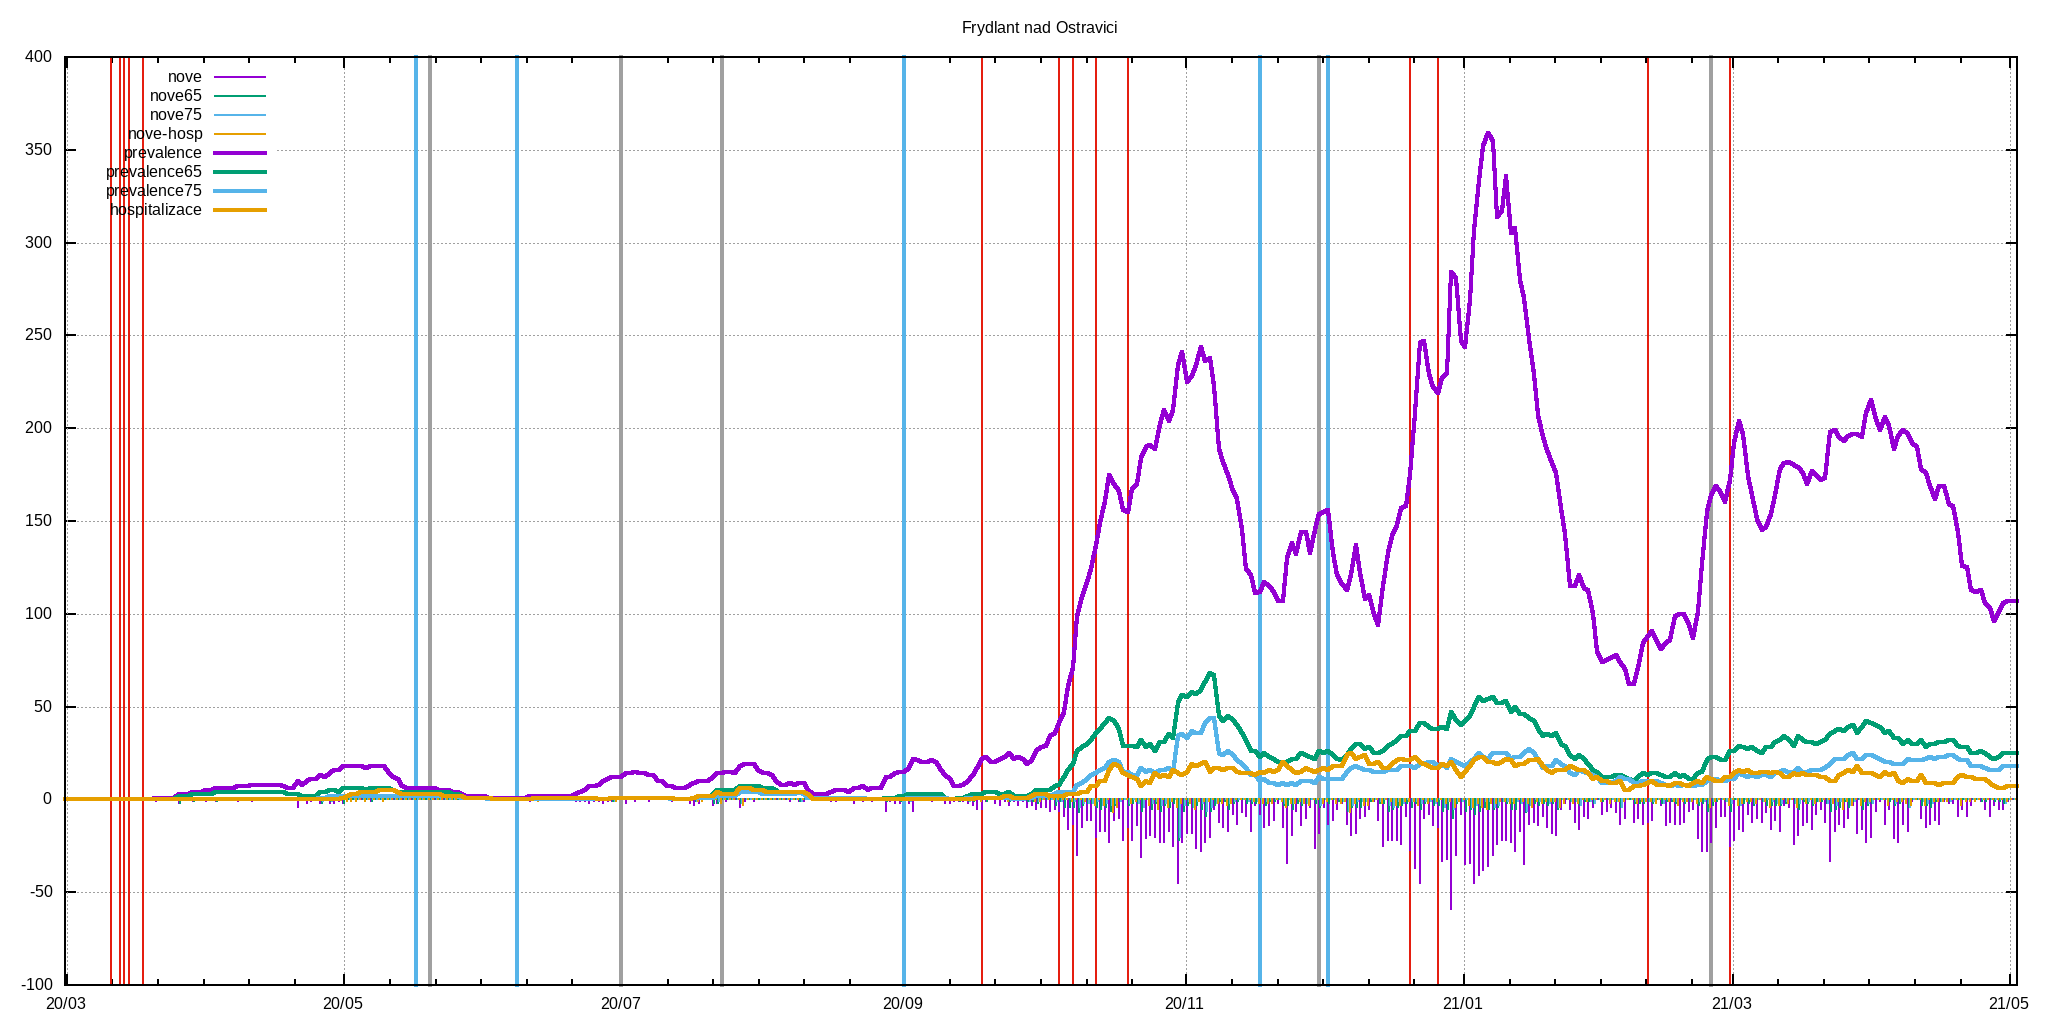 Frydlant nad Ostravici
400
350
300
250
200
150
100
50
0
-50
-100
nove
nove65
nove75
nove-hosp
prevalence
prevalence65
prevalence75
hospitalizace
20/03 20/05 20/07 20/09 20/11 21/01 21/03 21/05